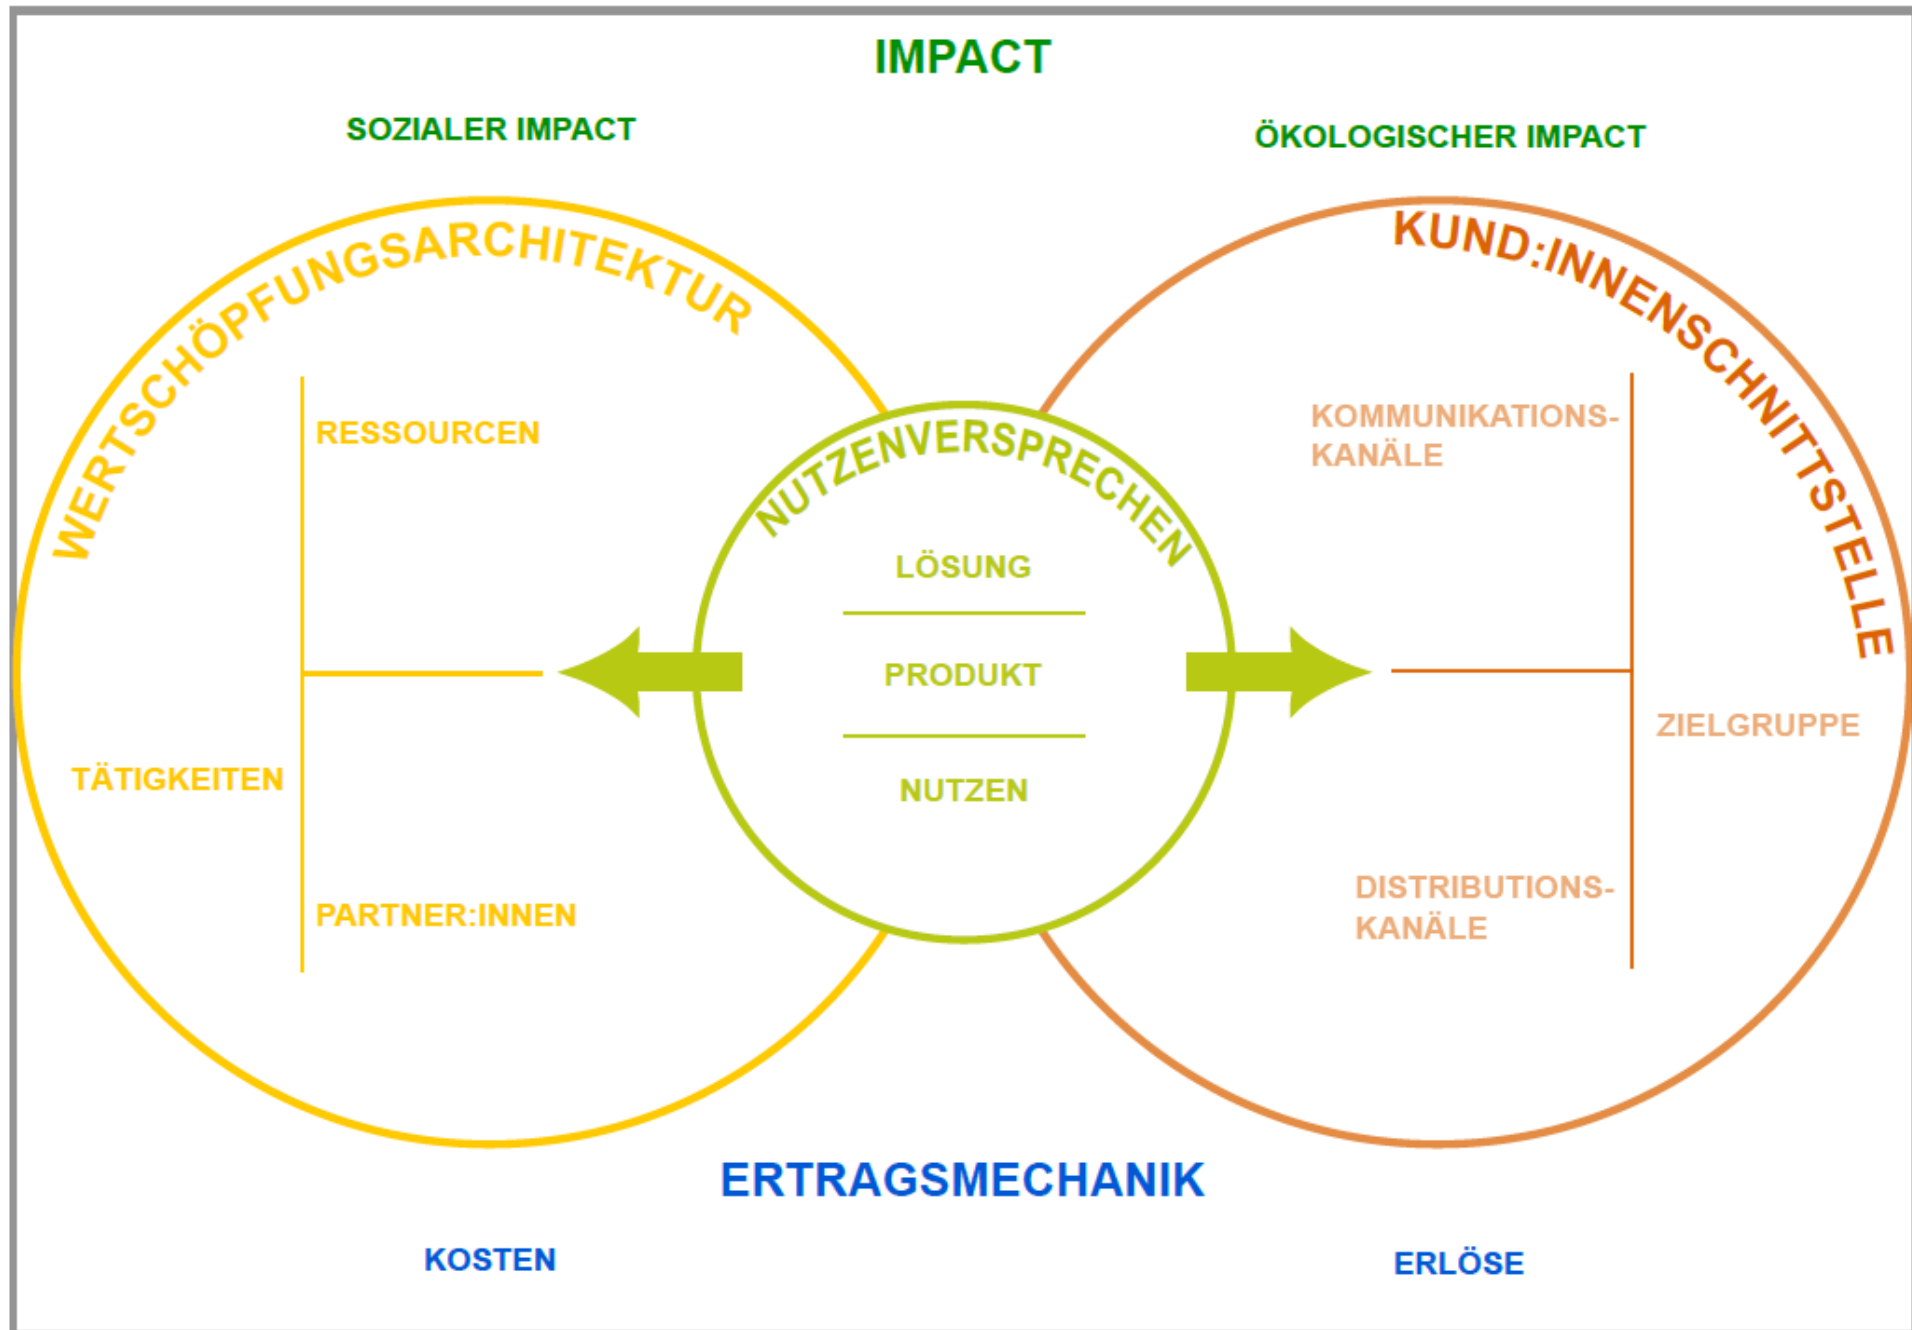 IMPACT
SOZIALER IMPACT
ÖKOLOGISCHER IMPACT
WERTSCHÖPFUNGSARCHITEKTUR
RESSOURCEN
TÄTIGKEITEN
PARTNER:INNEN
NUTZENVERSPRECHEN
LÖSUNG
PRODUKT
NUTZEN
KUND:INNENSCHNITTSTELLE
KOMMUNIKATIONS-
KANÄLE
ZIELGRUPPE
DISTRIBUTIONS-
KANÄLE
ERTRAGSMECHANIK
KOSTEN
ERLÖSE